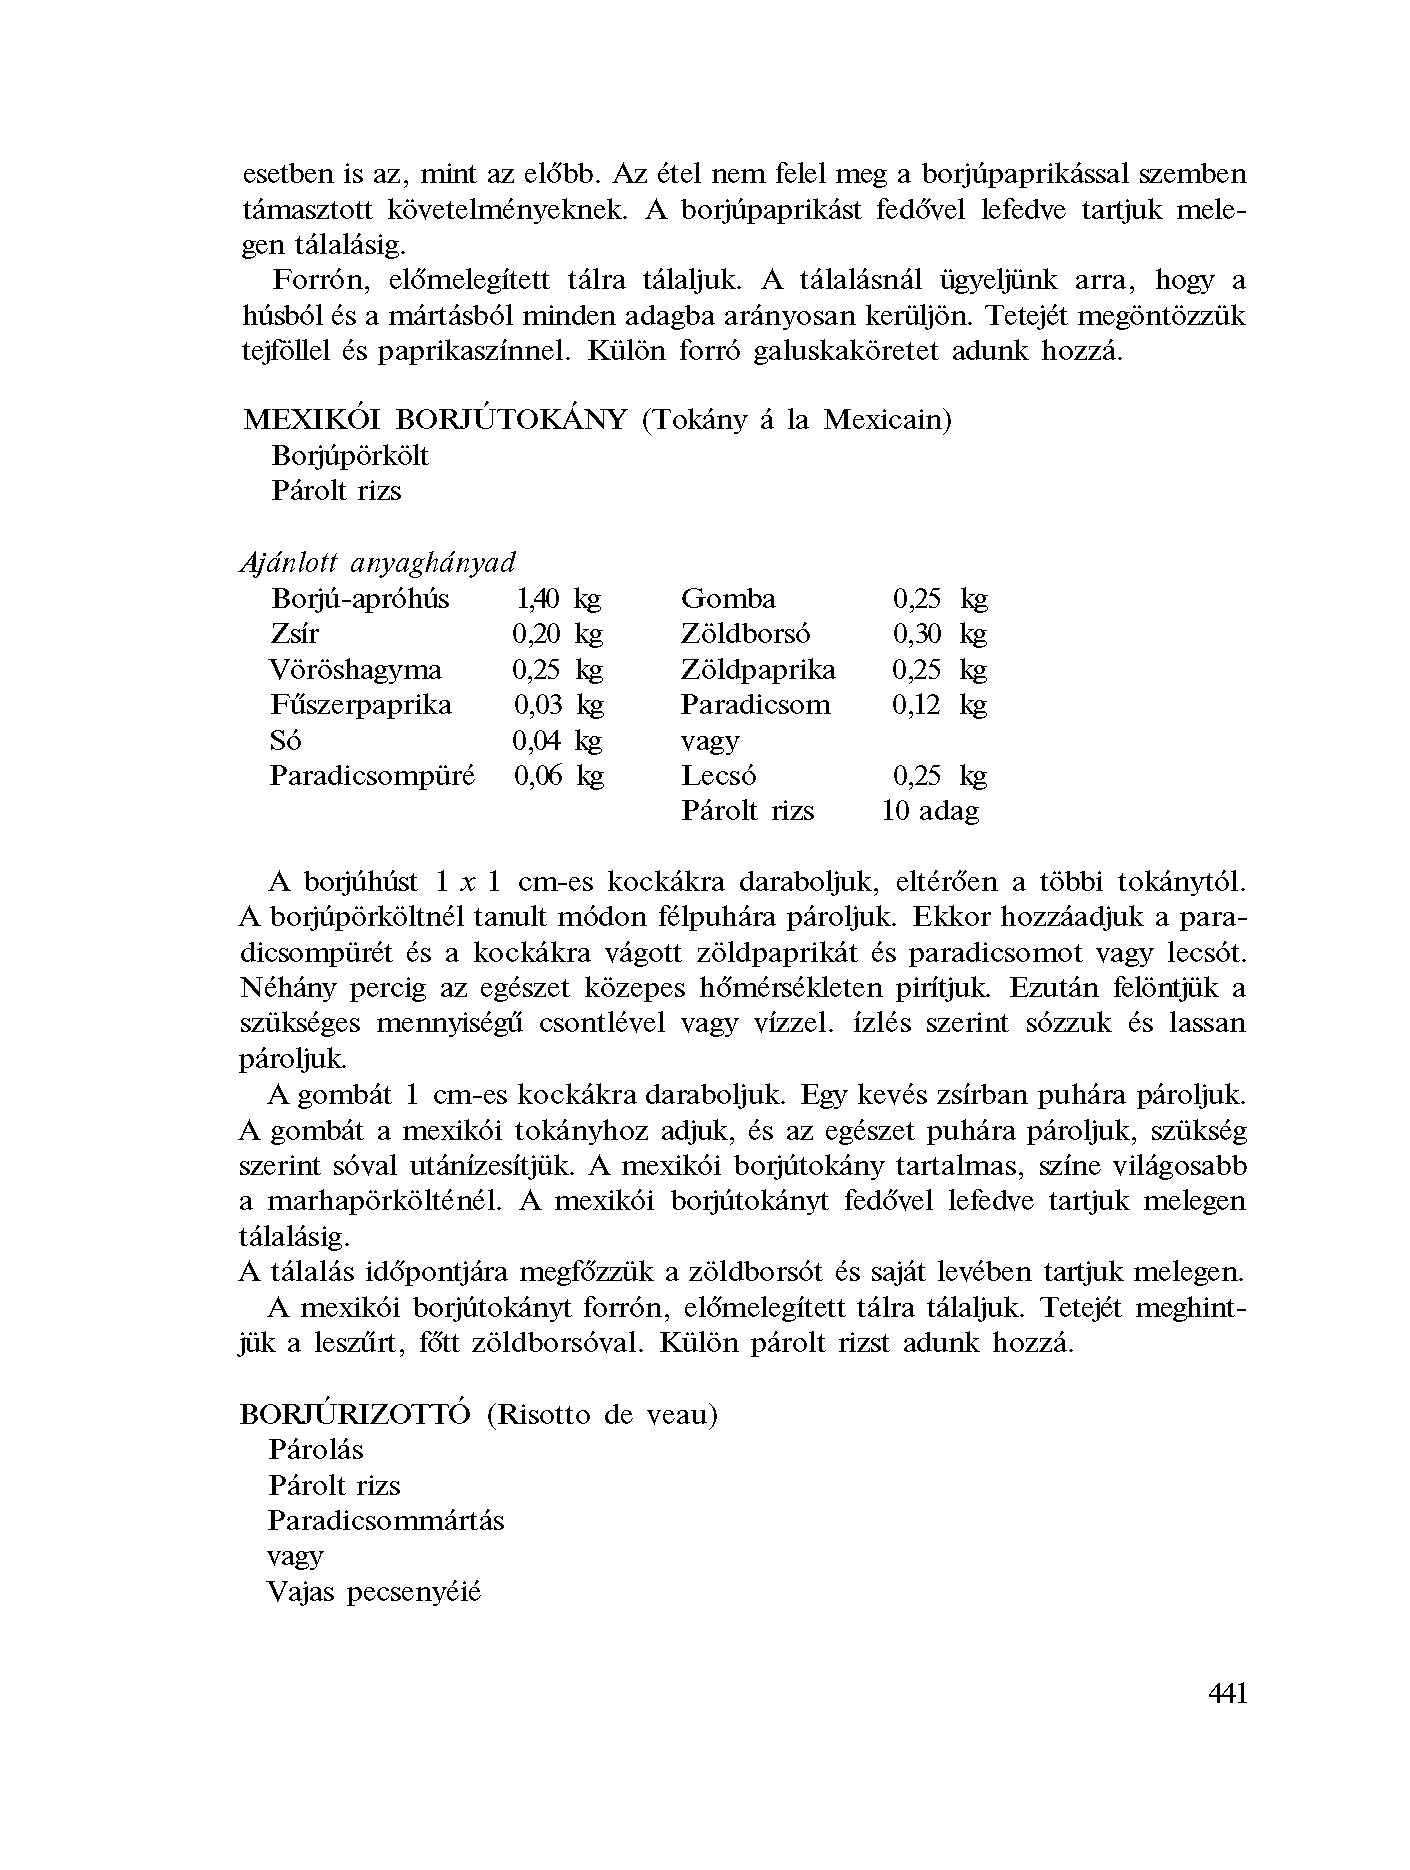 esetben is az, mint az előbb. Az étel nem felel meg a borjúpaprikással szemben
támasztott követelményeknek. A borjúpaprikást fedővel lefedve tartjuk mele-
gen tálalásig.
Forrón, előmelegített tálra tálaljuk. A tálalásnál ügyeljünk arra, hogy a
húsból és a mártásból minden adagba arányosan kerüljön. Tetejét megöntözzük
tejföllel és paprikaszínnel. Külön forró galuskaköretet adunk hozzá.
MEXIKÓI BORJÚTOKÁNY (Tokány á la Mexicain)
Borjúpörkölt
Párolt rizs
Ajánlott anyaghányad
Borjú-apróhús 1,40 kg Gomba 0,25 kg
Zsír 0,20 kg Zöldborsó 0,30 kg
Vöröshagyma 0,25 kg Zöldpaprika 0,25 kg
Fűszerpaprika 0,03 kg Paradicsom 0,12 kg
Só 0,04 kg vagy
Paradicsompüré 0,06 kg Lecsó 0,25 kg
Párolt rizs 10 adag
A borjúhúst 1 x 1 cm-es kockákra daraboljuk, eltérően a többi tokánytól.
A borjúpörköltnél tanult módon félpuhára pároljuk. Ekkor hozzáadjuk a para-
dicsompürét és a kockákra vágott zöldpaprikát és paradicsomot vagy lecsót.
Néhány percig az egészet közepes hőmérsékleten pirítjuk. Ezután felöntjük a
szükséges mennyiségű csontlével vagy vízzel. ízlés szerint sózzuk és lassan
pároljuk.
A gombát 1 cm-es kockákra daraboljuk. Egy kevés zsírban puhára pároljuk.
A gombát a mexikói tokányhoz adjuk, és az egészet puhára pároljuk, szükség
szerint sóval utánízesítjük. A mexikói borjútokány tartalmas, színe világosabb
a marhapörkölténél. A mexikói borjútokányt fedővel lefedve tartjuk melegen
tálalásig.
A tálalás időpontjára megfőzzük a zöldborsót és saját levében tartjuk melegen.
A mexikói borjútokányt forrón, előmelegített tálra tálaljuk. Tetejét meghint-
jük a leszűrt, főtt zöldborsóval. Külön párolt rizst adunk hozzá.
BORJÚRIZOTTÓ (Risotto de veau)
Párolás
Párolt rizs
Paradicsommártás
vagy
Vajas pecsenyéié
441